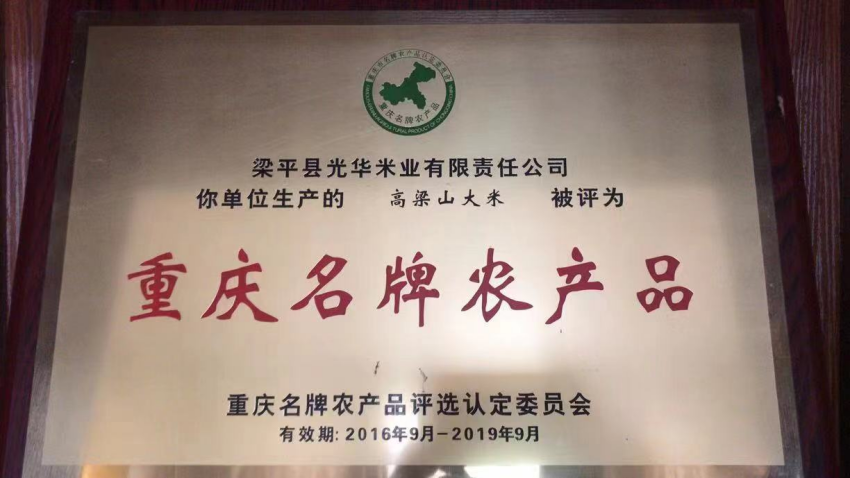 重庆名牌农产品
梁平县光华米业有限责任公司
你单位生产的 高梁山大米 被评为
重庆名牌农产品
重庆名牌农产品评选认定委员会
有效期: 2016年9月-2019年9月